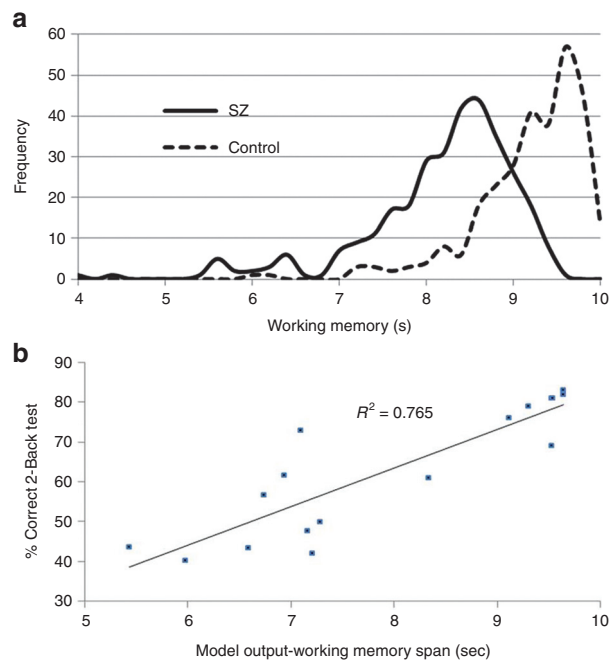 a
60
50
40
30
20
10
0
Frequency
SZ
Control
4 5 6 7 8 9 10
Working memory (s)
b
90
80
70
60
50
40
30
% Correct 2-Back test
R² = 0.765
5 6 7 8 9 10
Model output-working memory span (sec)